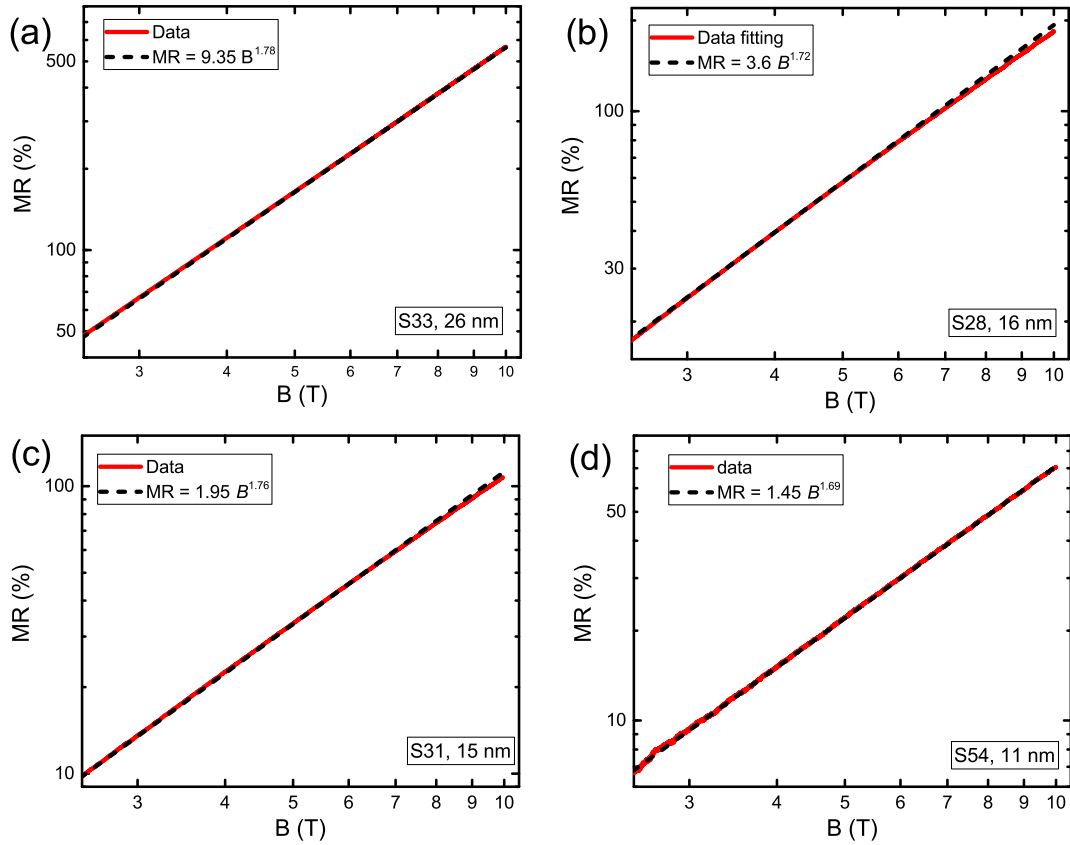 (a)
Data
MR = 9.35 B^1.78
500
100
50
MR (%)
S33, 26 nm
3 4 5 6 7 8 9 10
B (T)
(b)
Data fitting
MR = 3.6 B^1.72
100
30
MR (%)
S28, 16 nm
3 4 5 6 7 8 9 10
B (T)
(c)
Data
MR = 1.95 B^1.76
100
10
MR (%)
S31, 15 nm
3 4 5 6 7 8 9 10
B (T)
(d)
data
MR = 1.45 B^1.69
50
10
MR (%)
S54, 11 nm
3 4 5 6 7 8 9 10
B (T)